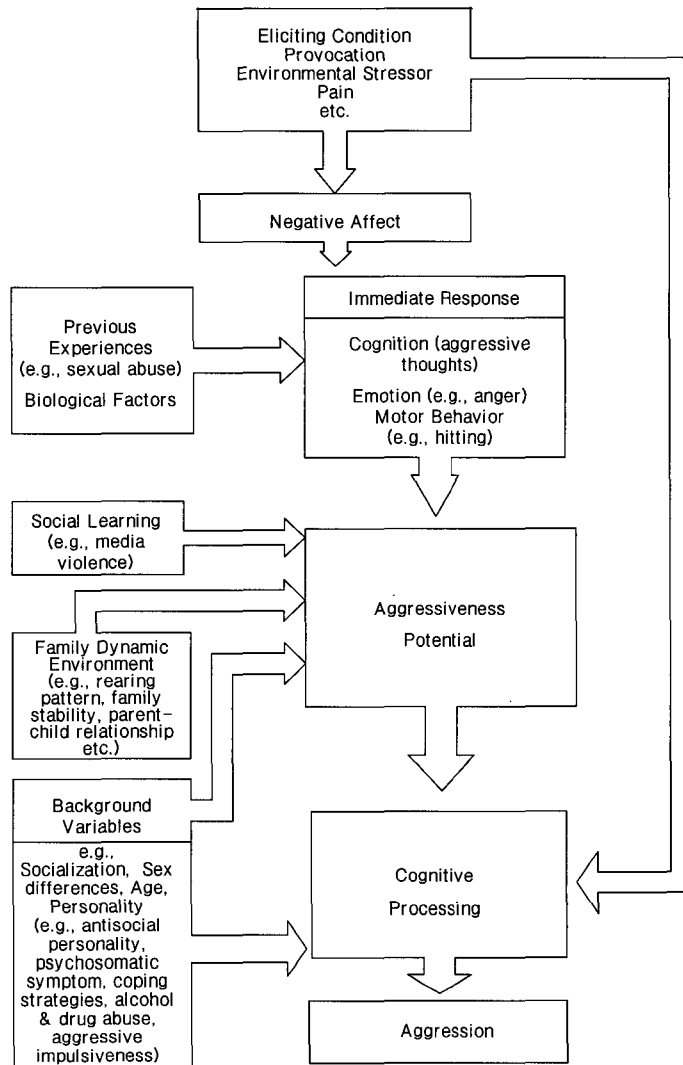 Eliciting Condition
Provocation
Environmental Stressor
Pain
etc.
Negative Affect
Immediate Response
Cognition (aggressive
thoughts)
Emotion (e.g., anger)
Motor Behavior
(e.g., hitting)
Previous
Experiences
(e.g., sexual abuse)
Biological Factors
Social Learning
(e.g., media
violence)
Aggressiveness
Potential
Family Dynamic
Environment
(e.g., rearing
pattern, family
stability, parent-
child relationship
etc.)
Background
Variables
e.g.,
Socialization, Sex
differences, Age,
Personality
(e.g., antisocial
personality,
psychosomatic
symptom, coping
strategies, alcohol
& drug abuse,
aggressive
impulsiveness)
Cognitive
Processing
Aggression